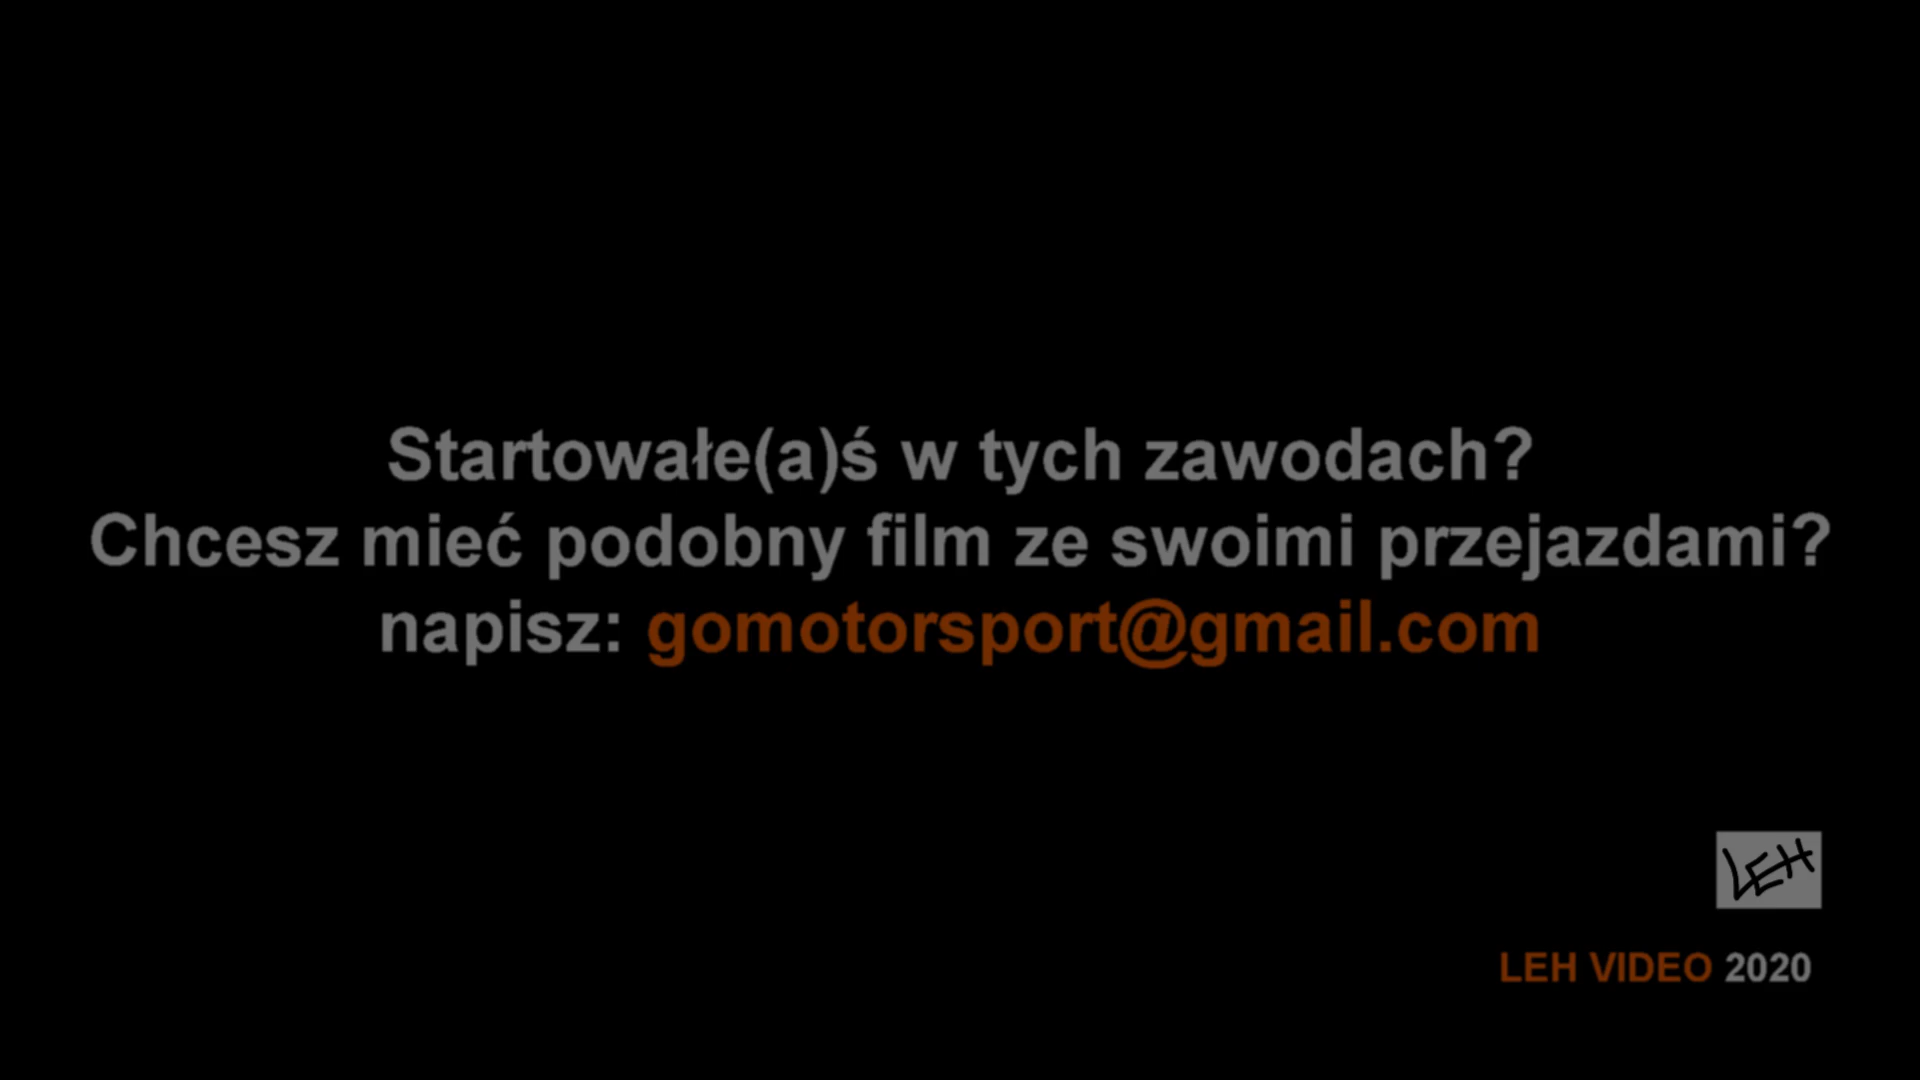 Startowałe(a)ś w tych zawodach?
Chcesz mieć podobny film ze swoimi przejazdami?
napisz: gomotorsport@gmail.com
LEH
LEH VIDEO 2020